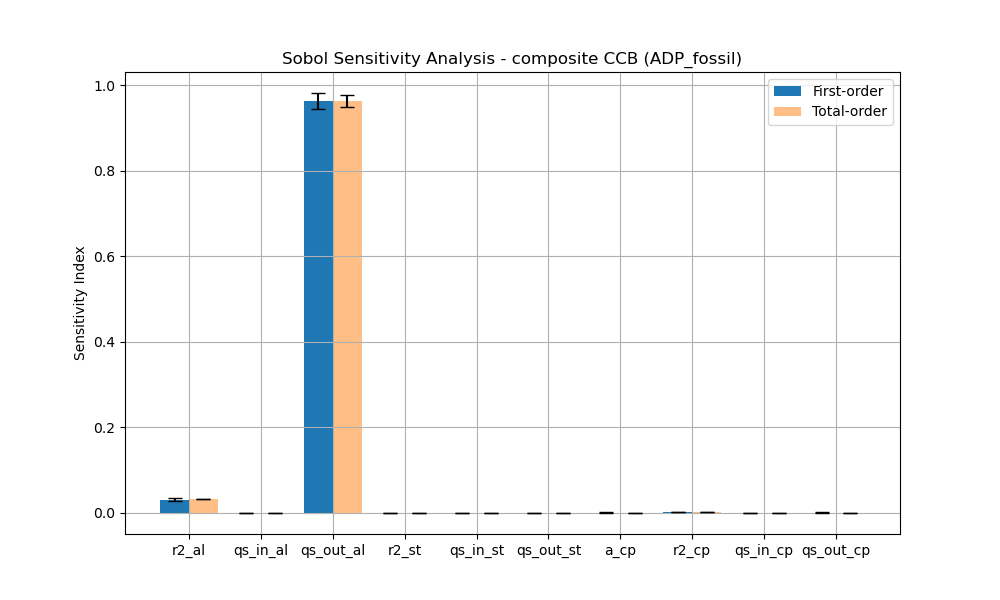 Sobol Sensitivity Analysis - composite CCB (ADP_fossil)
First-order
Total-order
Sensitivity Index
1.0
0.8
0.6
0.4
0.2
0.0
r2_al qs_in_al qs_out_al r2_st qs_in_st qs_out_st a_cp r2_cp qs_in_cp qs_out_cp